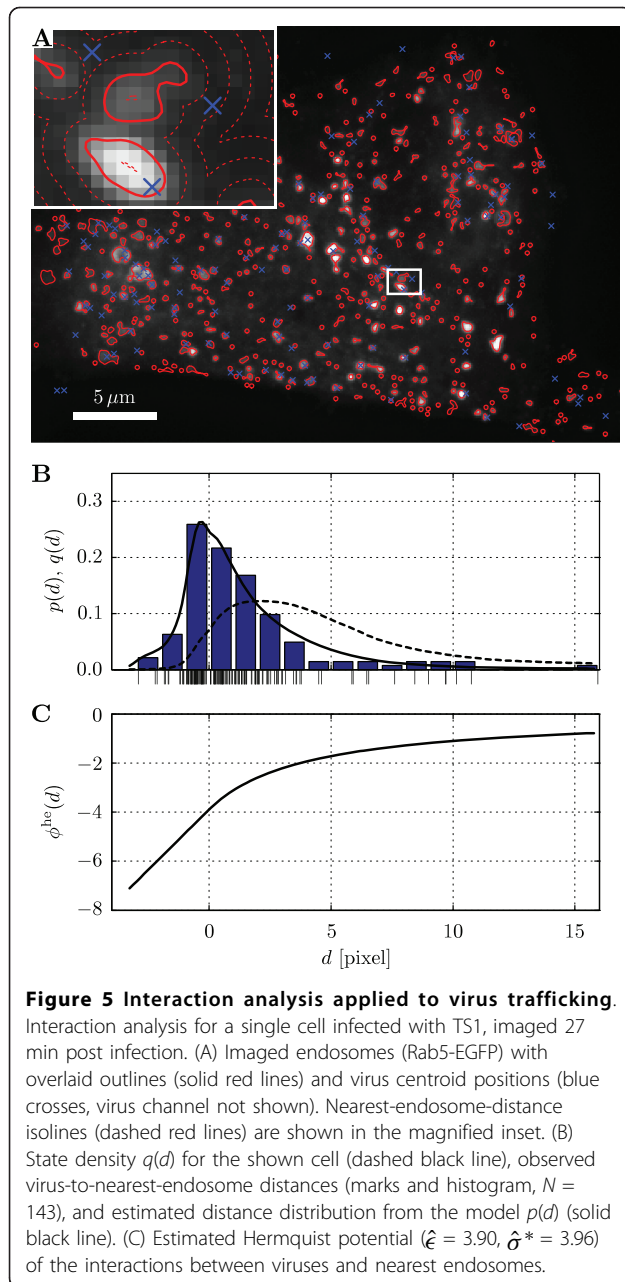 A
5 μm
B
0.3
0.2
0.1
0.0
p(d), q(d)
C
0
−2
−4
−6
−8
φ^he(d)
0 5 10 15
d [pixel]
Figure 5 Interaction analysis applied to virus trafficking.
Interaction analysis for a single cell infected with TS1, imaged 27
min post infection. (A) Imaged endosomes (Rab5-EGFP) with
overlaid outlines (solid red lines) and virus centroid positions (blue
crosses, virus channel not shown). Nearest-endosome-distance
isolines (dashed red lines) are shown in the magnified inset. (B)
State density q(d) for the shown cell (dashed black line), observed
virus-to-nearest-endosome distances (marks and histogram, N =
143), and estimated distance distribution from the model p(d) (solid
black line). (C) Estimated Hermquist potential (ϵ̂ = 3.90, σ̂* = 3.96)
of the interactions between viruses and nearest endosomes.